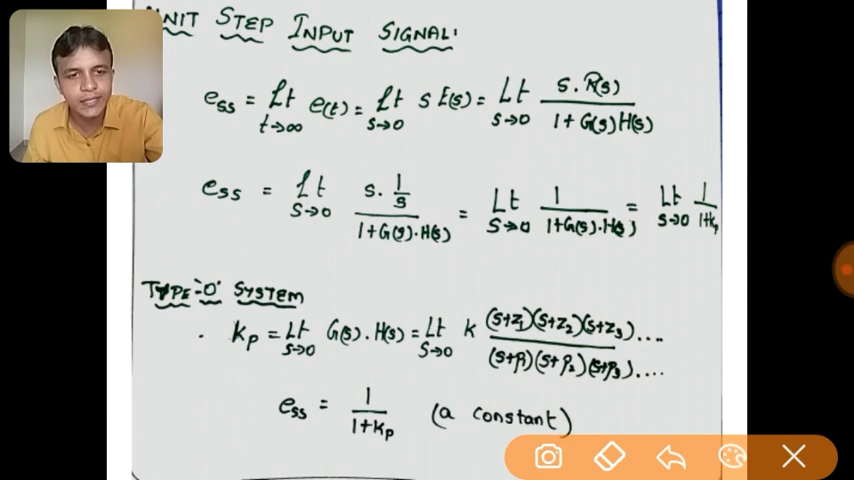 UNIT STEP INPUT SIGNAL:
ess = Lt t→∞ e(t) = Lt s→0 s E(s) = Lt s→0 s.R(s) / 1+G(s)H(s)
ess = Lt s→0 s.1/s / 1+G(s).H(s) = Lt s→0 1 / 1+G(s).H(s) = Lt s→0 1 / 1+kp
TYPE-'0' SYSTEM
. Kp = Lt s→0 G(s).H(s) = Lt s→0 K (s+z1)(s+z2)(s+z3).... / (s+p1)(s+p2)(s+p3)....
ess = 1 / 1+kp (a constant)